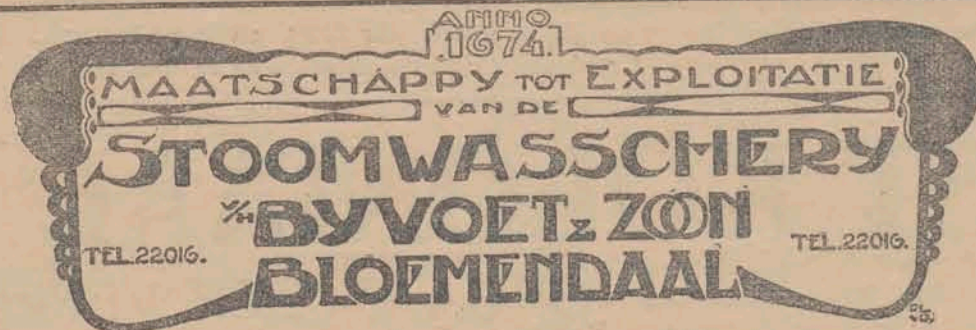 ANNO
.1674.
MAATSCHAPPY TOT EXPLOITATIE
VAN DE
STOOMWASSCHERY
V/H BYVOET & ZOON
TEL.22016.
TEL.22016.
BLOEMENDAAL